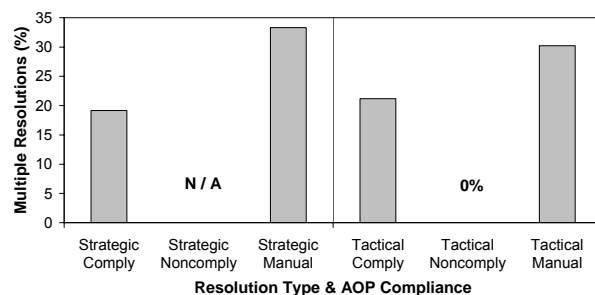 Multiple Resolutions (%)
35
30
25
20
15
10
5
0
N / A
0%
Strategic Comply
Strategic Noncomply
Strategic Manual
Tactical Comply
Tactical Noncomply
Tactical Manual
Resolution Type & AOP Compliance